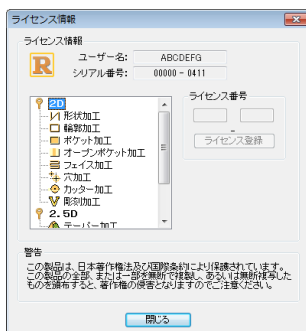 ライセンス情報
ライセンス情報
R
ユーザー名: ABCDEFG
シリアル番号: 00000 - 0411
2D
形状加工
輪郭加工
ポケット加工
オープンポケット加工
フェイス加工
穴加工
カッター加工
彫刻加工
2.5D
テーパー加工
ライセンス番号
-
ライセンス登録
警告
この製品は、日本著作権法及び国際条約により保護されています。
この製品の全部、または一部を無断で複製し、あるいは無断複写した
ものを頒布すると、著作権の侵害となりますのでご注意ください。
閉じる